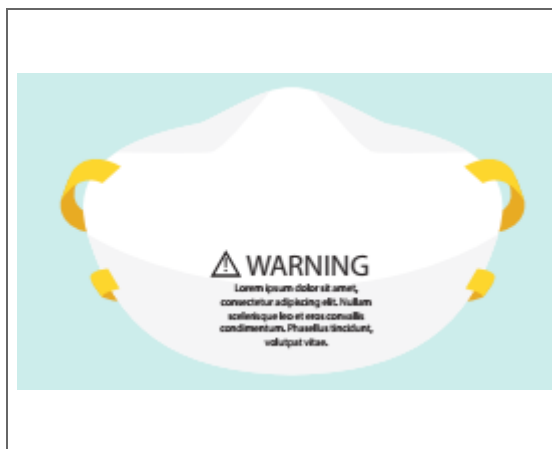 WARNING
Lorem ipsum dolor sit amet,
consectetur adipiscing elit. Nullam
scelerisque leo et eros convallis
condimentum. Phasellus tincidunt,
volutpat vitae.